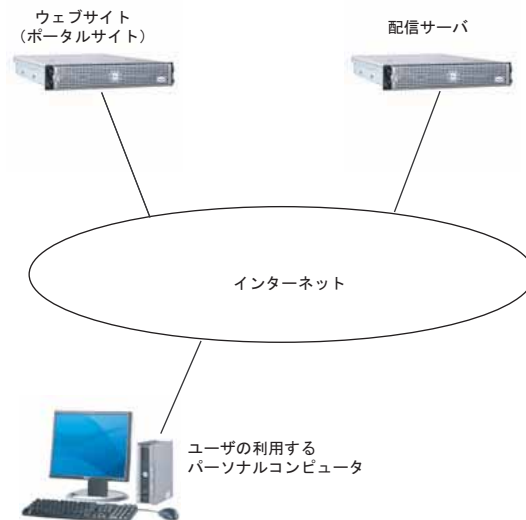 ウェブサイト
（ポータルサイト）
配信サーバ
インターネット
ユーザの利用する
パーソナルコンピュータ